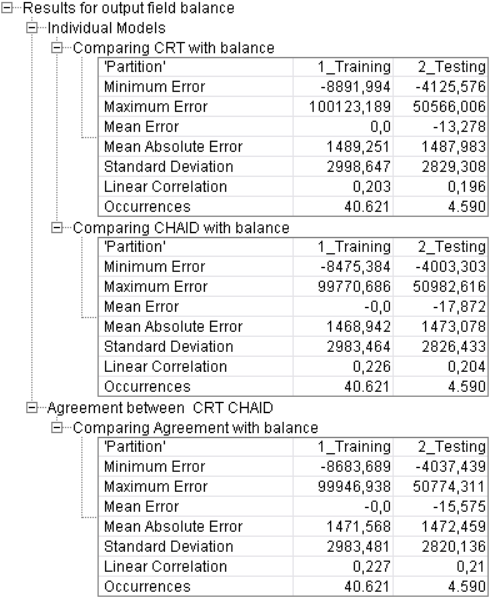 Results for output field balance
Individual Models
Comparing CRT with balance
'Partition' 1_Training 2_Testing
Minimum Error -8891,994 -4125,576
Maximum Error 100123,189 50566,006
Mean Error 0,0 -13,278
Mean Absolute Error 1489,251 1487,983
Standard Deviation 2998,647 2829,308
Linear Correlation 0,203 0,196
Occurrences 40.621 4.590
Comparing CHAID with balance
'Partition' 1_Training 2_Testing
Minimum Error -8475,384 -4003,303
Maximum Error 99770,686 50982,616
Mean Error -0,0 -17,872
Mean Absolute Error 1468,942 1473,078
Standard Deviation 2983,464 2826,433
Linear Correlation 0,226 0,204
Occurrences 40.621 4.590
Agreement between CRT CHAID
Comparing Agreement with balance
'Partition' 1_Training 2_Testing
Minimum Error -8683,689 -4037,439
Maximum Error 99946,938 50774,311
Mean Error -0,0 -15,575
Mean Absolute Error 1471,568 1472,459
Standard Deviation 2983,481 2820,136
Linear Correlation 0,227 0,21
Occurrences 40.621 4.590